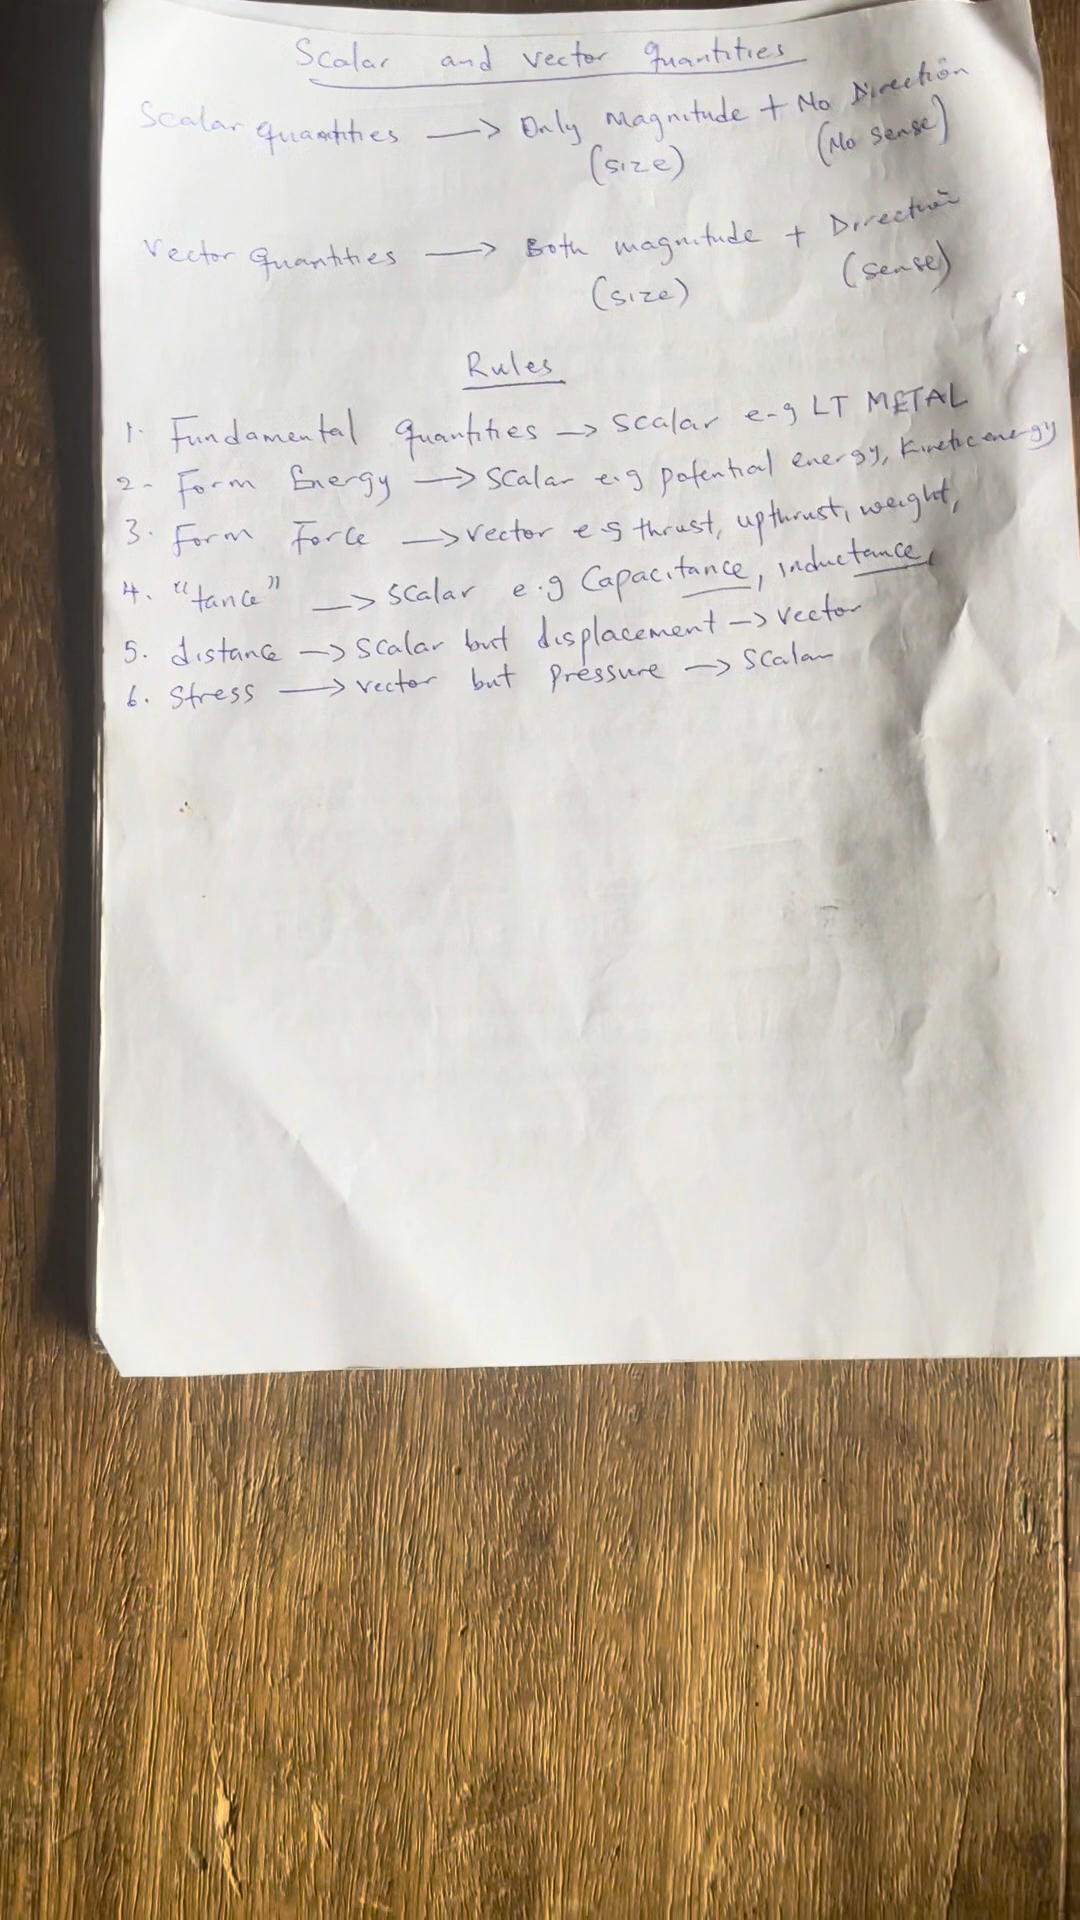 Scalar and vector quantities
Scalar quantities → Only magnitude + No Direction
(size) (No sense)
Vector quantities → Both magnitude + Direction
(size) (sense)
Rules
1. Fundamental quantities → scalar e-g LT METAL
2- Form Energy → scalar e.g potential energy, Kinetic energy
3. Form Force → vector e g thrust, upthrust, weight,
4. "tance" → scalar e.g Capacitance, inductance,
5. distance → scalar but displacement → vector
6. Stress → vector but Pressure → scalar